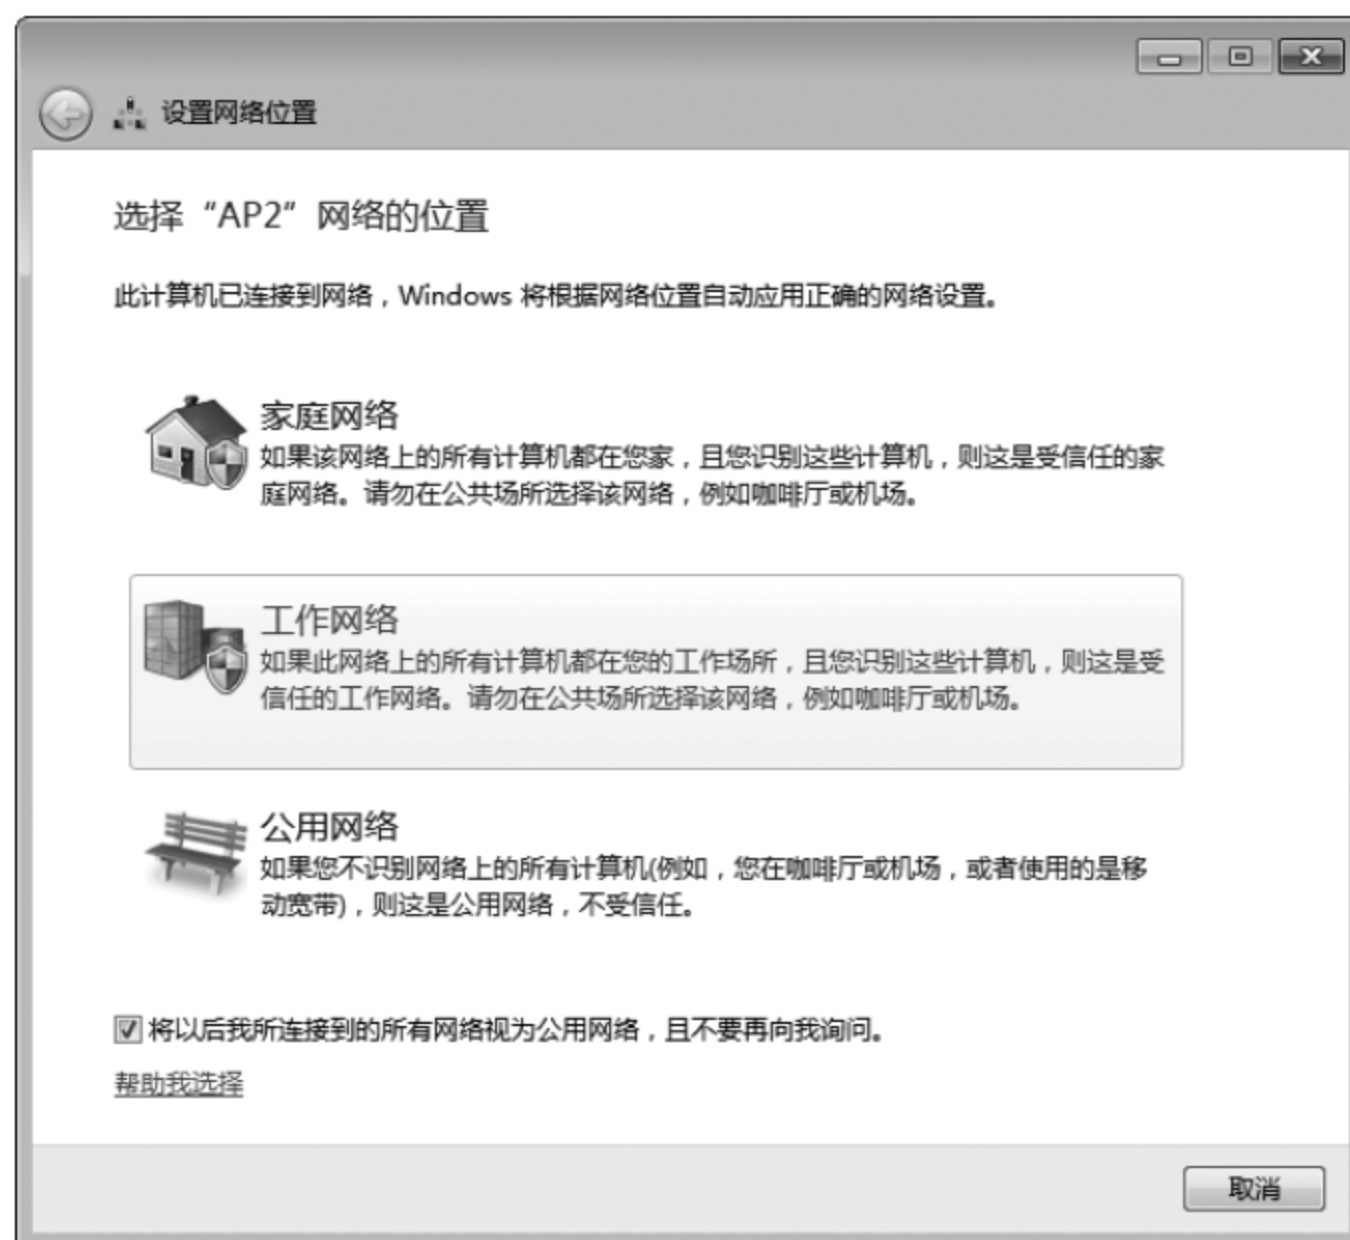 设置网络位置
选择“AP2”网络的位置
此计算机已连接到网络，Windows 将根据网络位置自动应用正确的网络设置。
家庭网络
如果该网络上的所有计算机都在您家，且您识别这些计算机，则这是受信任的家
庭网络。请勿在公共场所选择该网络，例如咖啡厅或机场。
工作网络
如果此网络上的所有计算机都在您的工作场所，且您识别这些计算机，则这是受
信任的工作网络。请勿在公共场所选择该网络，例如咖啡厅或机场。
公用网络
如果您不识别网络上的所有计算机(例如，您在咖啡厅或机场，或者使用的是移
动宽带)，则这是公用网络，不受信任。
将以后我所连接到的所有网络视为公用网络，且不要再向我询问。
帮助我选择
取消